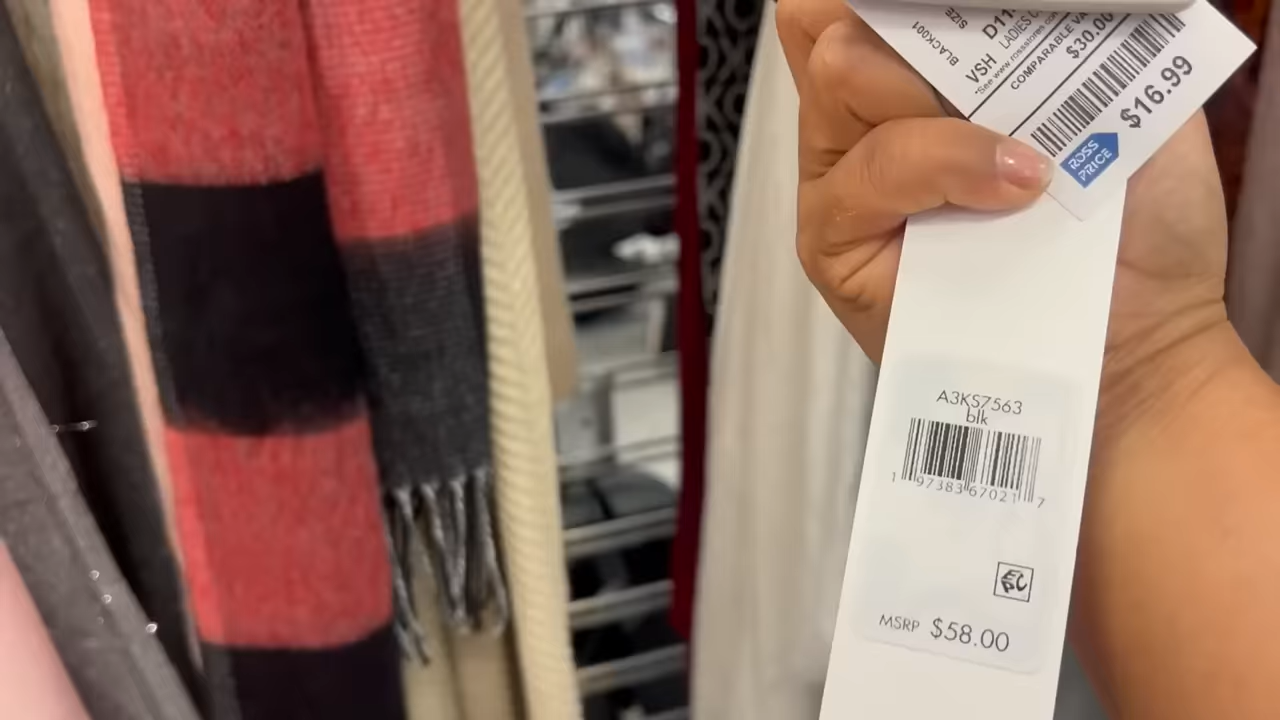 SIZE
BLACK001
D11
VSH LADIES
*See www.rossstores.com
COMPARABLE VA
$30.00
$16.99
ROSS
PRICE
A3KS7563
blk
1 97383 67021 7
EPC
MSRP $58.00